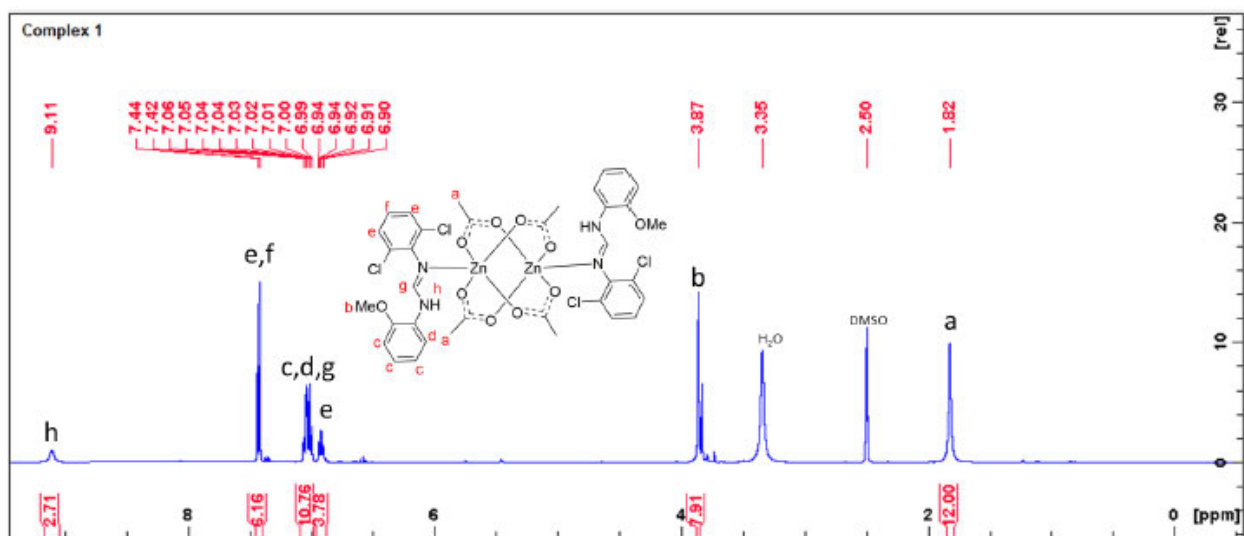 Complex 1
[rel]
9.11
7.44
7.42
7.06
7.05
7.04
7.04
7.03
7.02
7.01
7.00
6.99
6.94
6.94
6.92
6.91
6.90
3.87
3.35
2.50
1.82
30
20
10
0
a
f
e
e
Cl
Cl
N
g
h
NH
b
MeO
c
c
c
d
a
O
O
O
O
Zn
Zn
O
O
O
O
HN
OMe
N
Cl
Cl
h
e,f
c,d,g
e
b
H₂O
DMSO
a
2.71
6.16
10.76
3.78
7.91
12.00
8
6
4
2
0
[ppm]